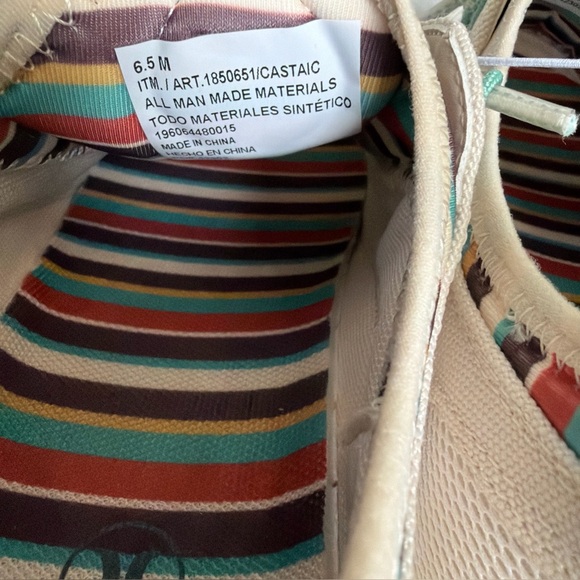 6.5 M
ITM. / ART.1850651/CASTAIC
ALL MAN MADE MATERIALS
TODO MATERIALES SINTÉTICO
196064480015
MADE IN CHINA
HECHO EN CHINA